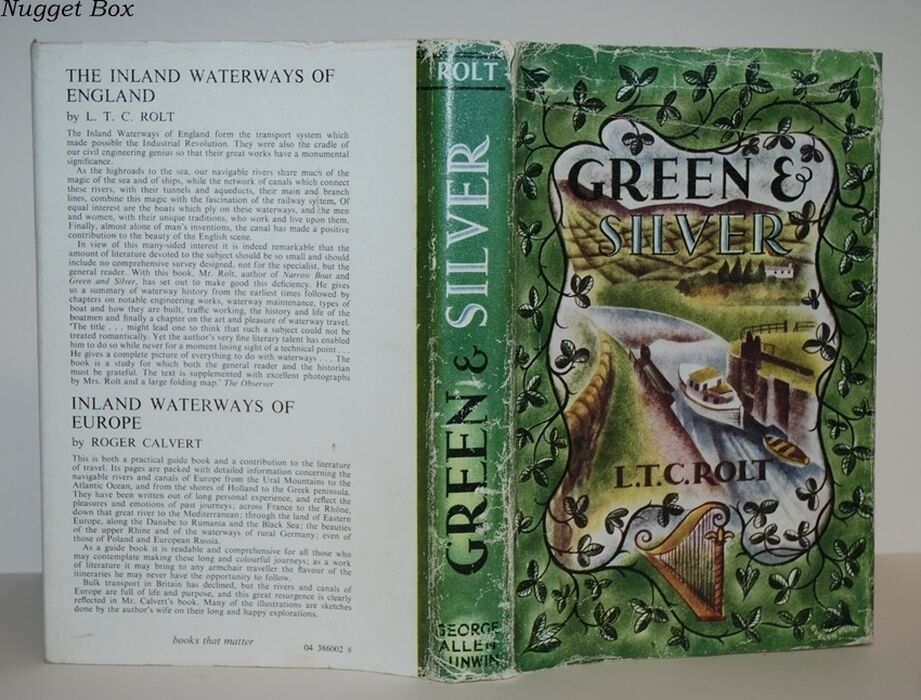 Nugget Box
THE INLAND WATERWAYS OF
ENGLAND
by L. T. C. ROLT
The Inland Waterways of England form the transport system which
made possible the Industrial Revolution. They were also the cradle of
our civil engineering genius so that their great works have a monumental
significance.
As the highroads to the sea, our navigable rivers share much of the
magic of the sea and of ships, while the network of canals which connect
these rivers, with their tunnels and aqueducts, their main and branch
lines, combine this magic with the fascination of the railway system. Of
equal interest are the boats which ply on these waterways, and the men
and women, with their unique traditions, who work and live upon them.
Finally, almost alone of man's inventions, the canal has made a positive
contribution to the beauty of the English scene.
In view of this many-sided interest it is indeed remarkable that the
amount of literature devoted to the subject should be so small and should
include no comprehensive survey designed, not for the specialist, but the
general reader. With this book, Mr. Rolt, author of Narrow Boat and
Green and Silver, has set out to make good this deficiency. He gives
us a summary of waterway history from the earliest times followed by
chapters on notable engineering works, waterway maintenance, types of
boat and how they are built, traffic working, the history and life of the
boatmen and finally a chapter on the art and pleasure of waterway travel.
'The title . . . might lead one to think that such a subject could not be
treated romantically. Yet the author's very fine literary talent has enabled
him to do so while never for a moment losing sight of a technical point . . .
He gives a complete picture of everything to do with waterways . . . The
book is a study for which both the general reader and the historian
must be grateful. The text is supplemented with excellent photographs
by Mrs. Rolt and a large folding map.' The Observer
INLAND WATERWAYS OF
EUROPE
by ROGER CALVERT
This is both a practical guide book and a contribution to the literature
of travel. Its pages are packed with detailed information concerning the
navigable rivers and canals of Europe from the Ural Mountains to the
Atlantic Ocean, and from the shores of Holland to the Greek peninsula.
They have been written out of long personal experience, and reflect the
pleasures and emotions of past journeys; across France to the Rhône,
down that great river to the Mediterranean; through the land of Eastern
Europe, along the Danube to Rumania and the Black Sea; the beauties
of the upper Rhine and of the waterways of rural Germany; even of
those of Poland and European Russia.
As a guide book it is readable and comprehensive for all those who
may contemplate making these long and colourful journeys; as a work
of literature it may bring to any armchair traveller the flavour of the
itineraries he may never have the opportunity to follow.
Bulk transport in Britain has declined, but the rivers and canals of
Europe are full of life and purpose, and this resurgence is clearly
reflected in Mr. Calvert's book. Many of the illustrations are sketches
done by the author's wife on their long and happy explorations.
books that matter
04 386002 8
ROLT
GREEN & SILVER
GEORGE
ALLEN
UNWIN
GREEN &
SILVER
L.T.C. ROLT